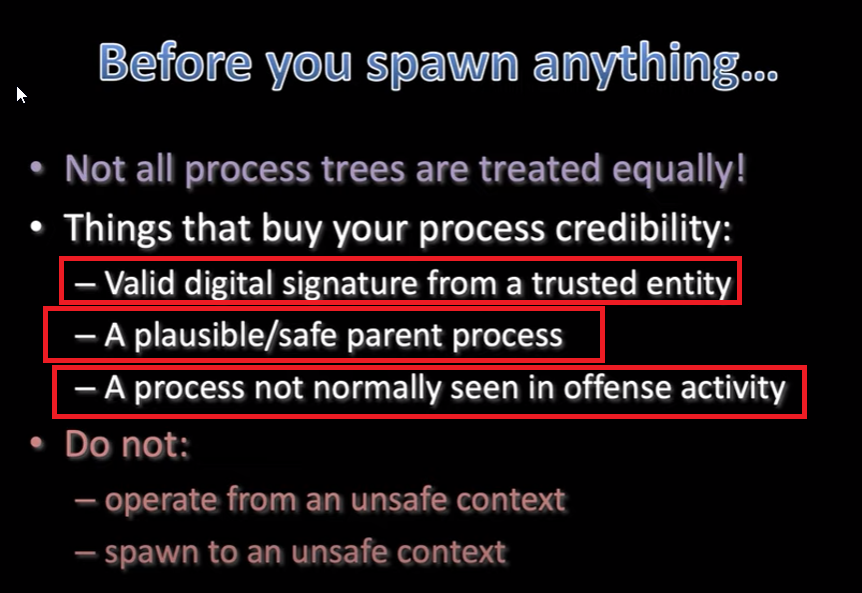 Before you spawn anything...
• Not all process trees are treated equally!
• Things that buy your process credibility:
– Valid digital signature from a trusted entity
– A plausible/safe parent process
– A process not normally seen in offense activity
• Do not:
– operate from an unsafe context
– spawn to an unsafe context